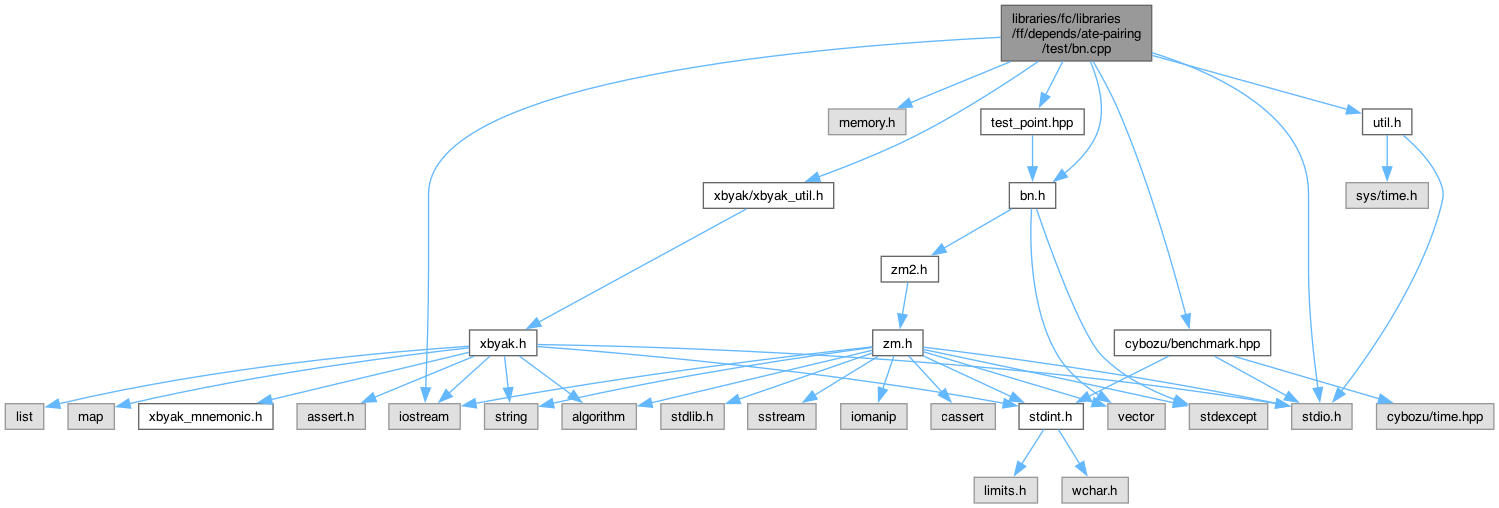 libraries/fc/libraries
/ff/depends/ate-pairing
/test/bn.cpp
memory.h
test_point.hpp
util.h
xbyak/xbyak_util.h
bn.h
sys/time.h
zm2.h
xbyak.h
zm.h
cybozu/benchmark.hpp
list
map
xbyak_mnemonic.h
assert.h
iostream
string
algorithm
stdlib.h
sstream
iomanip
cassert
stdint.h
vector
stdexcept
stdio.h
cybozu/time.hpp
limits.h
wchar.h